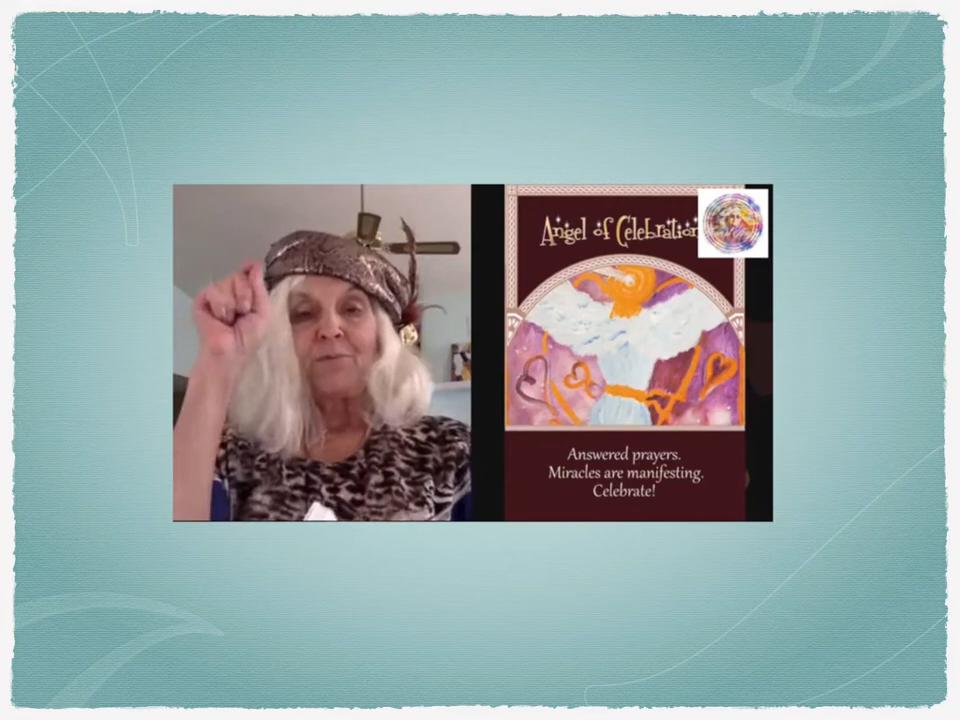 Angel of Celebration
Answered prayers.
Miracles are manifesting.
Celebrate!